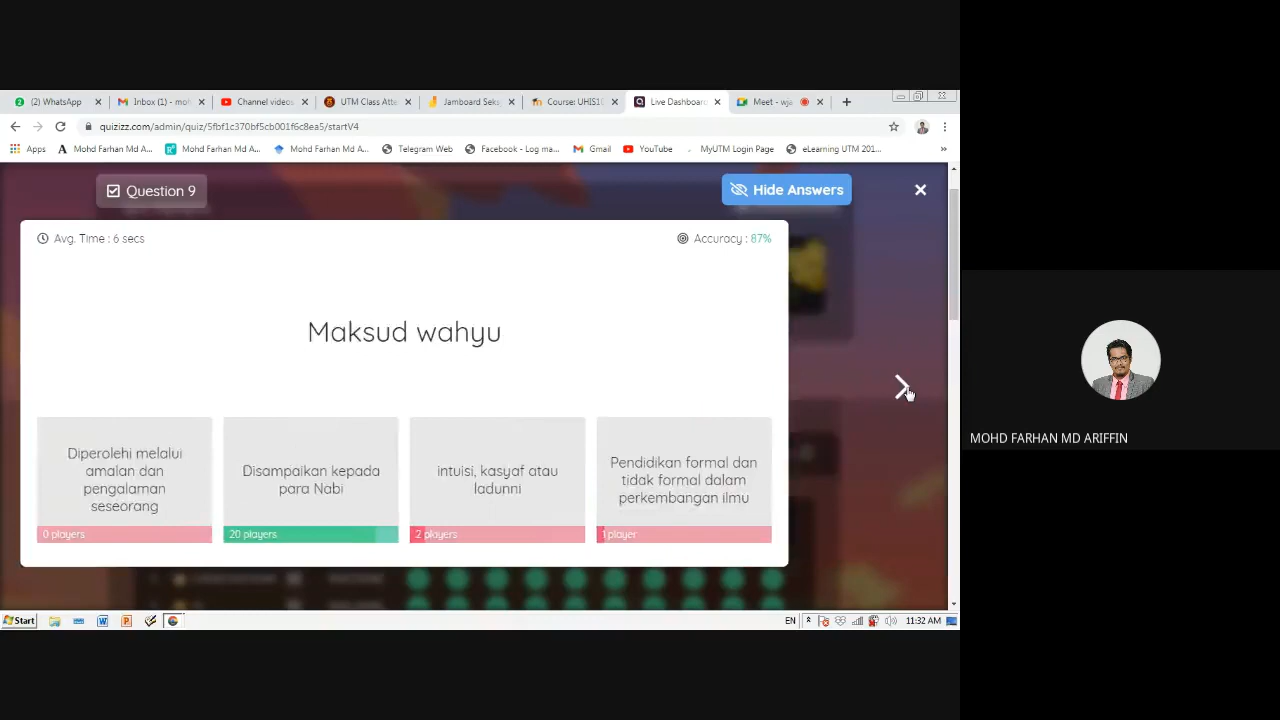 (2) WhatsApp
Inbox (1) - moh
Channel videos
UTM Class Atte
Jamboard Seks
Course: UHIS10
Live Dashboard
Meet - wja
quizizz.com/admin/quiz/5fbf1c370bf5cb001f6c8ea5/startV4
Apps
Mohd Farhan Md A...
Mohd Farhan Md A...
Mohd Farhan Md A...
Telegram Web
Facebook - Log ma...
Gmail
YouTube
MyUTM Login Page
eLearning UTM 201...
»
Question 9
Hide Answers
Avg. Time : 6 secs
Accuracy : 87%
Maksud wahyu
Diperolehi melalui
amalan dan
pengalaman
seseorang
0 players
Disampaikan kepada
para Nabi
20 players
intuisi, kasyaf atau
ladunni
2 players
Pendidikan formal dan
tidak formal dalam
perkembangan ilmu
1 player
MOHD FARHAN MD ARIFFIN
Start
EN
11:32 AM